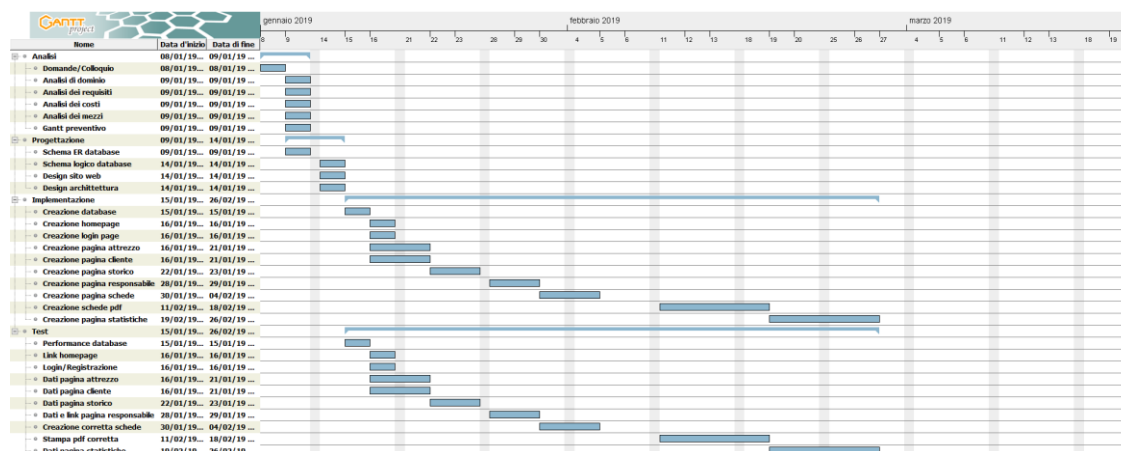 GANTT project
gennaio 2019 febbraio 2019 marzo 2019
Nome Data d'inizio Data di fine 8 9 14 15 16 21 22 23 28 29 30 4 5 6 11 12 13 18 19 20 25 26 27 4 5 6 11 12 13 18 19
Analisi 08/01/19... 09/01/19 ...
Domande/Colloquio 08/01/19... 08/01/19 ...
Analisi di dominio 09/01/19... 09/01/19 ...
Analisi dei requisiti 09/01/19... 09/01/19 ...
Analisi dei costi 09/01/19... 09/01/19 ...
Analisi dei mezzi 09/01/19... 09/01/19 ...
Gantt preventivo 09/01/19... 09/01/19 ...
Progettazione 09/01/19... 14/01/19 ...
Schema ER database 09/01/19... 09/01/19 ...
Schema logico database 14/01/19... 14/01/19 ...
Design sito web 14/01/19... 14/01/19 ...
Design archittettura 14/01/19... 14/01/19 ...
Implementazione 15/01/19... 26/02/19 ...
Creazione database 15/01/19... 15/01/19 ...
Creazione homepage 16/01/19... 16/01/19 ...
Creazione login page 16/01/19... 16/01/19 ...
Creazione pagina attrezzo 16/01/19... 21/01/19 ...
Creazione pagina cliente 16/01/19... 21/01/19 ...
Creazione pagina storico 22/01/19... 23/01/19 ...
Creazione pagina responsabile 28/01/19... 29/01/19 ...
Creazione pagina schede 30/01/19... 04/02/19 ...
Creazione schede pdf 11/02/19... 18/02/19 ...
Creazione pagina statistiche 19/02/19... 26/02/19 ...
Test 15/01/19... 26/02/19 ...
Performance database 15/01/19... 15/01/19 ...
Link homepage 16/01/19... 16/01/19 ...
Login/Registrazione 16/01/19... 16/01/19 ...
Dati pagina attrezzo 16/01/19... 21/01/19 ...
Dati pagina cliente 16/01/19... 21/01/19 ...
Dati pagina storico 22/01/19... 23/01/19 ...
Dati e link pagina responsabile 28/01/19... 29/01/19 ...
Creazione corretta schede 30/01/19... 04/02/19 ...
Stampa pdf corretta 11/02/19... 18/02/19 ...
Dati pagina statistiche 19/02/19... 26/02/19 ...